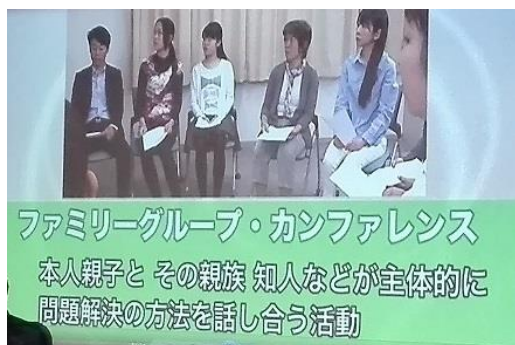 ファミリーグループ・カンファレンス
本人親子と その親族 知人などが主体的に
問題解決の方法を話し合う活動